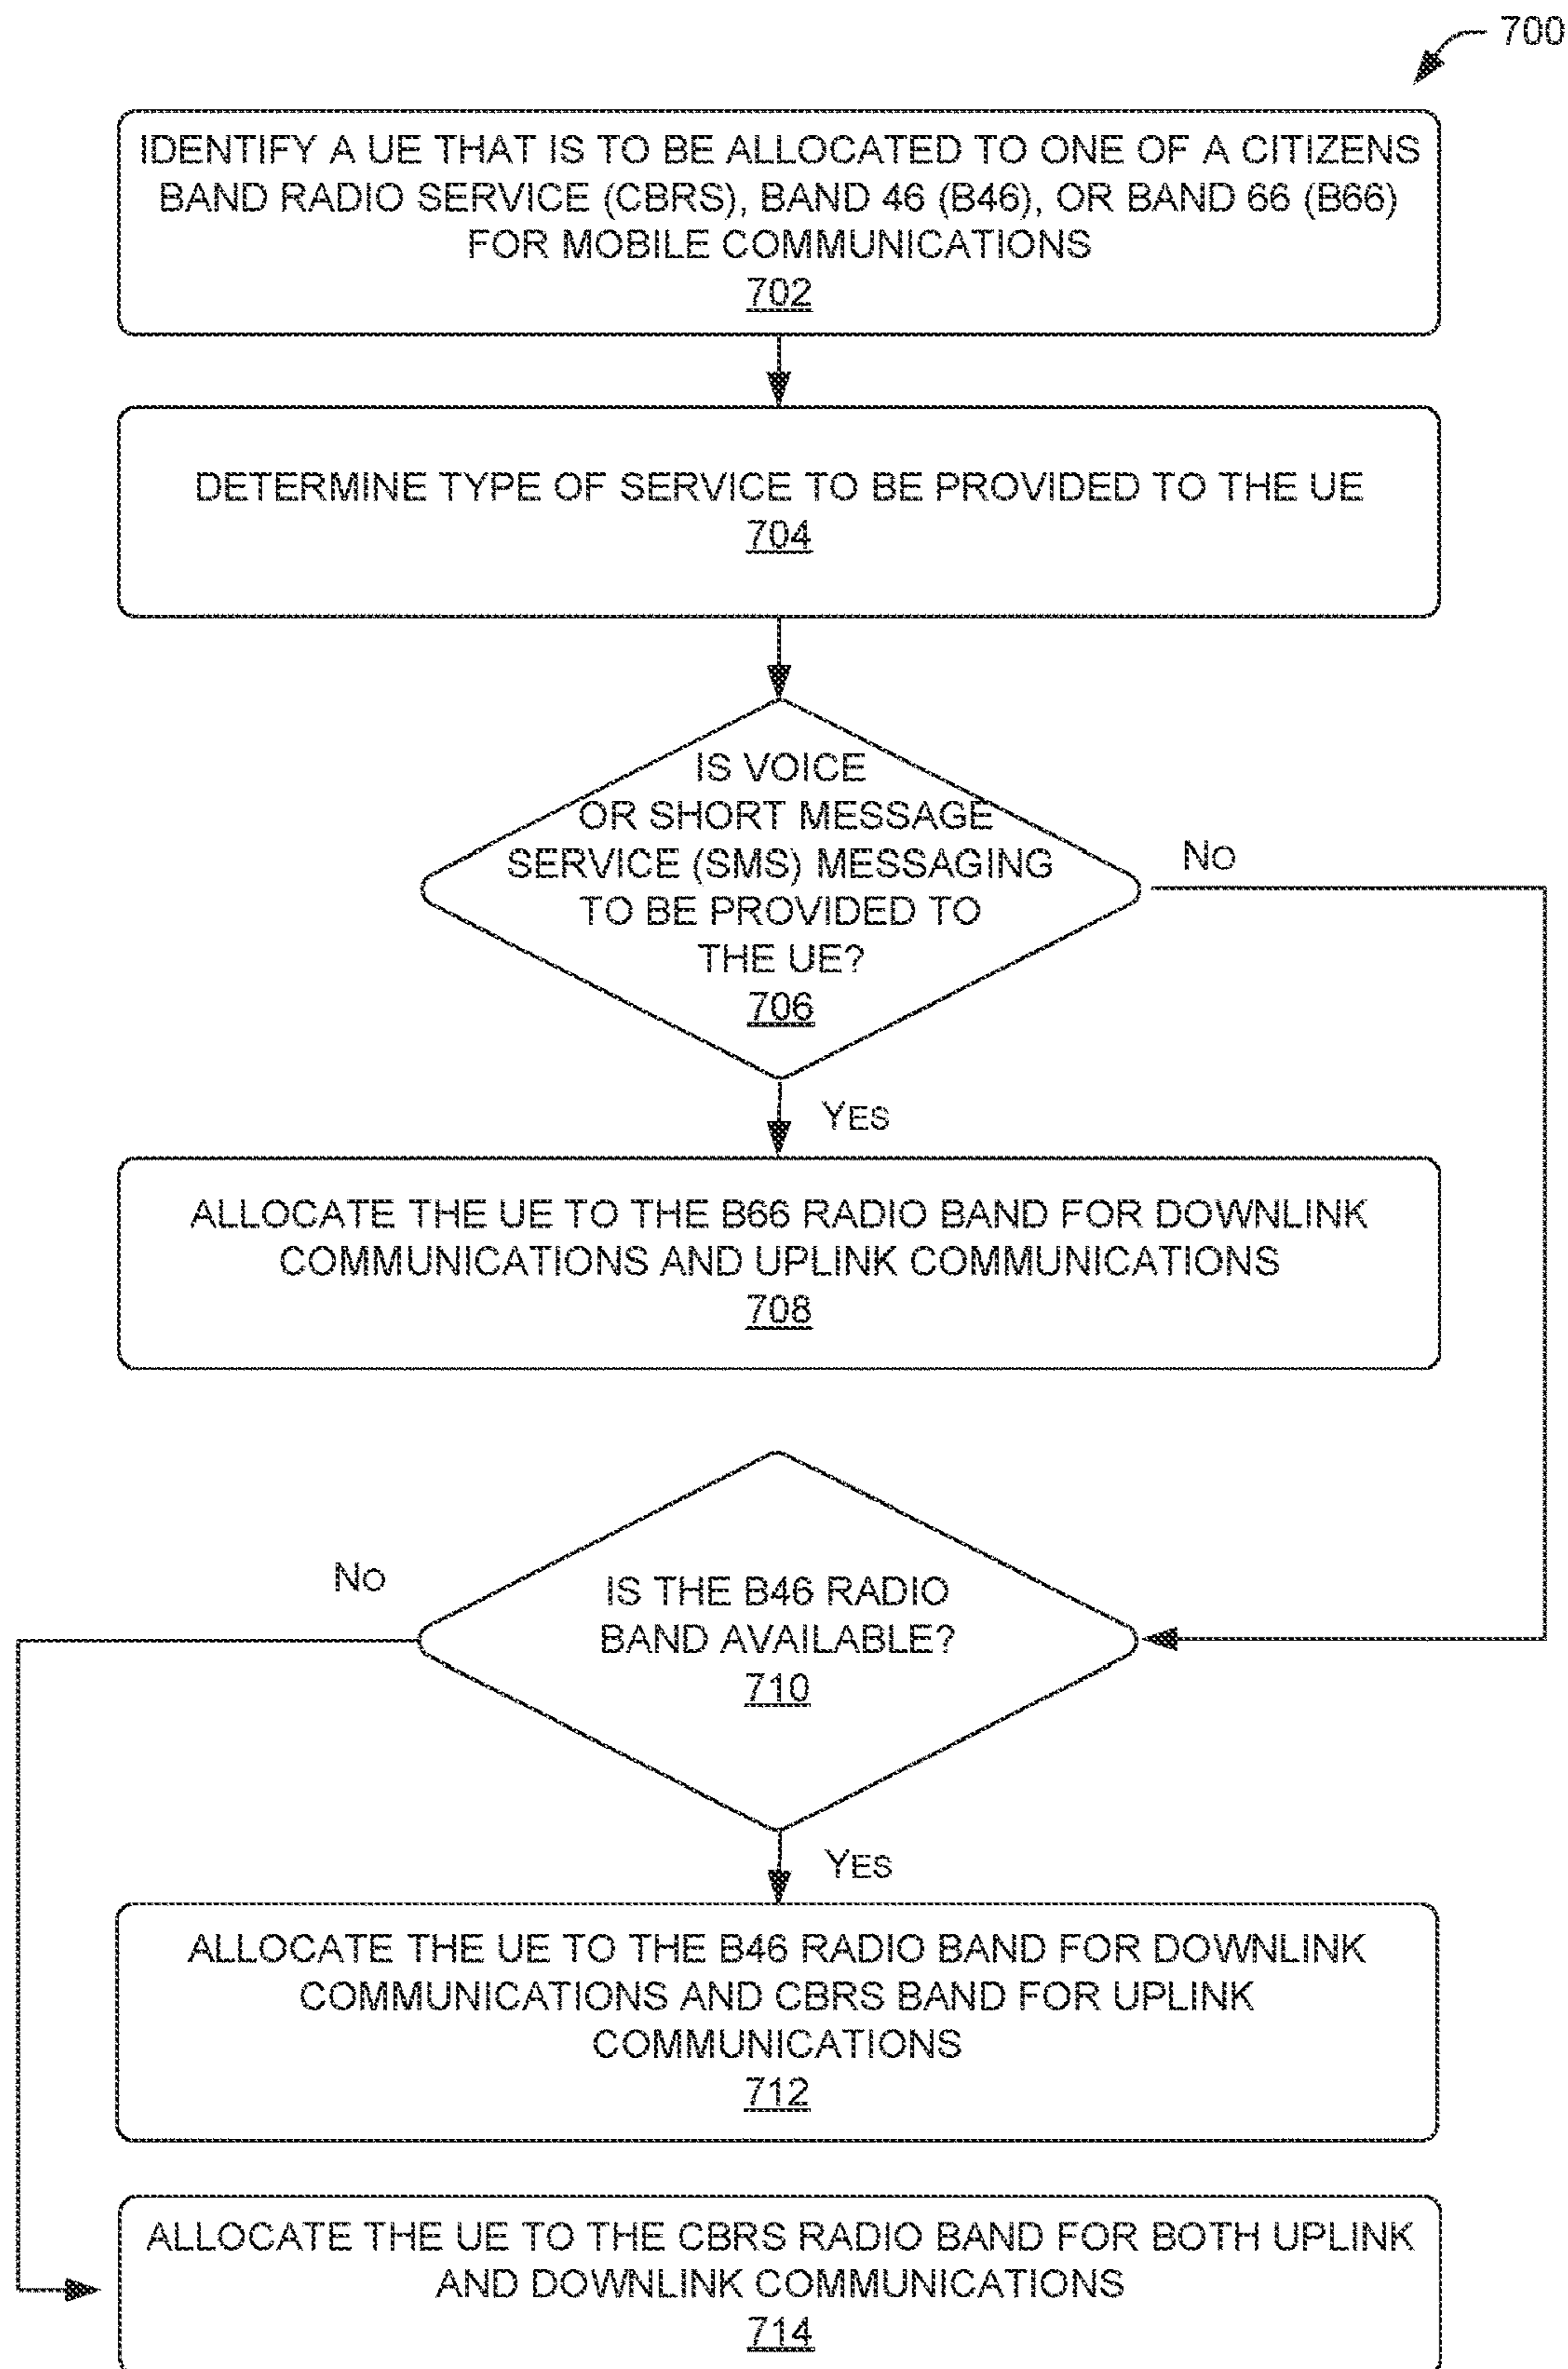 700
IDENTIFY A UE THAT IS TO BE ALLOCATED TO ONE OF A CITIZENS
BAND RADIO SERVICE (CBRS), BAND 46 (B46), OR BAND 66 (B66)
FOR MOBILE COMMUNICATIONS
702
DETERMINE TYPE OF SERVICE TO BE PROVIDED TO THE UE
704
IS VOICE
OR SHORT MESSAGE
SERVICE (SMS) MESSAGING
TO BE PROVIDED TO
THE UE?
706
NO
YES
ALLOCATE THE UE TO THE B66 RADIO BAND FOR DOWNLINK
COMMUNICATIONS AND UPLINK COMMUNICATIONS
708
NO
IS THE B46 RADIO
BAND AVAILABLE?
710
YES
ALLOCATE THE UE TO THE B46 RADIO BAND FOR DOWNLINK
COMMUNICATIONS AND CBRS BAND FOR UPLINK
COMMUNICATIONS
712
ALLOCATE THE UE TO THE CBRS RADIO BAND FOR BOTH UPLINK
AND DOWNLINK COMMUNICATIONS
714